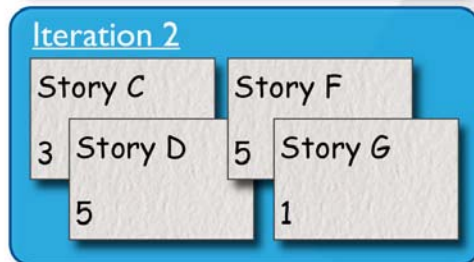 Iteration 2
Story C
3
Story D
5
Story F
5
Story G
1